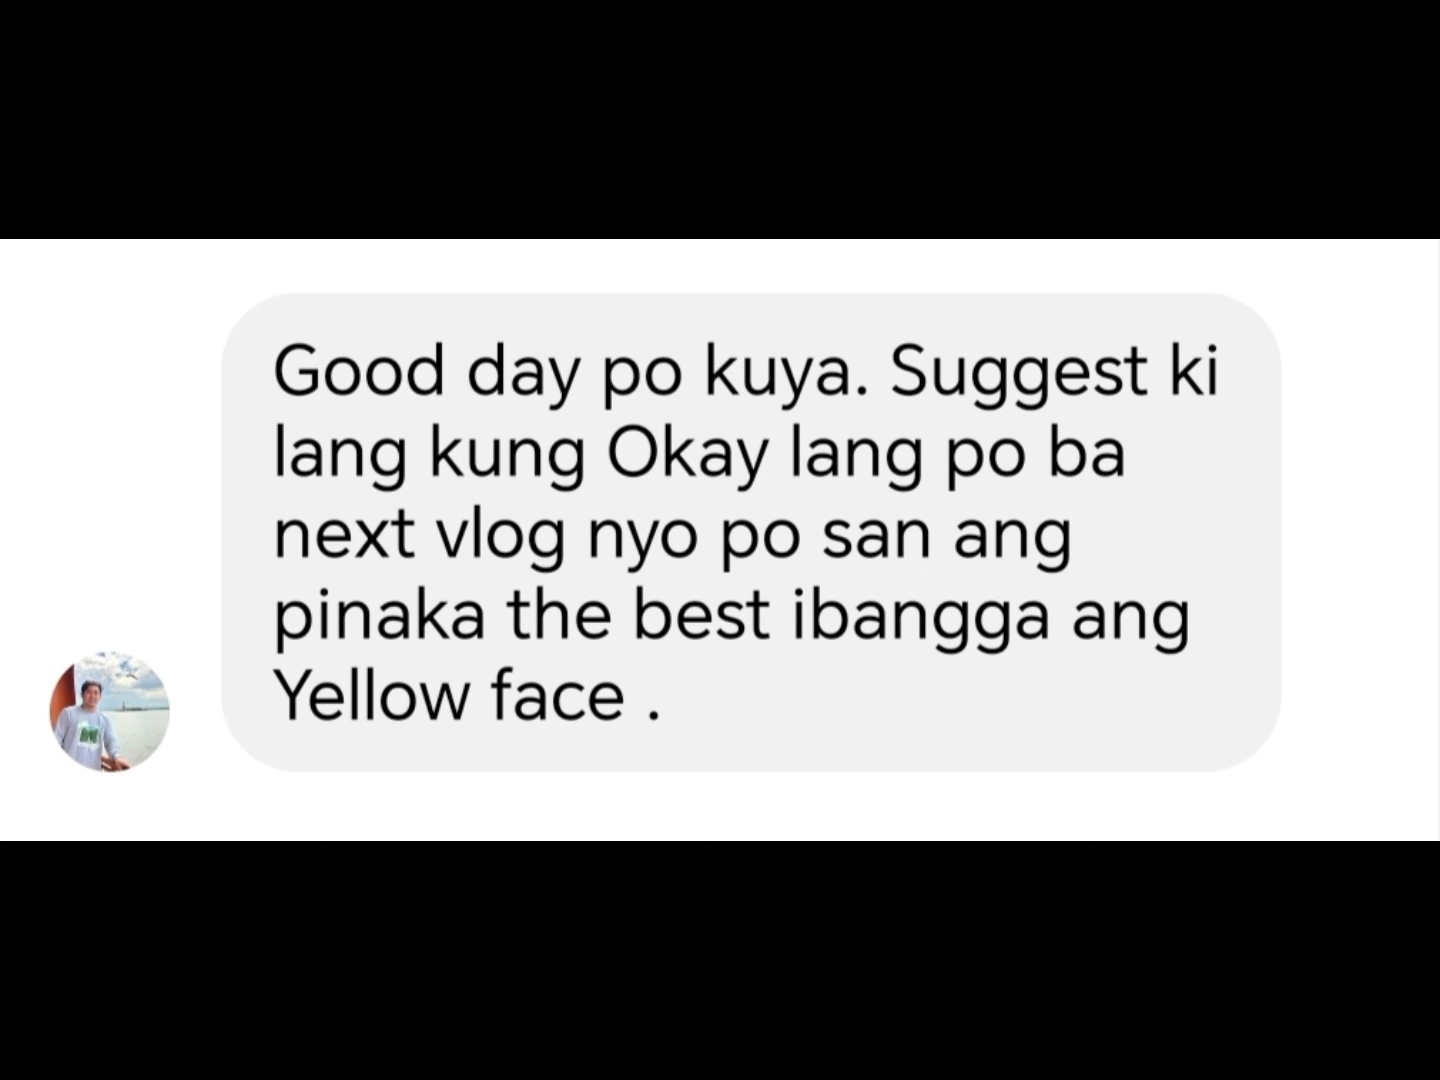 Good day po kuya. Suggest ki
lang kung Okay lang po ba
next vlog nyo po san ang
pinaka the best ibangga ang
Yellow face .